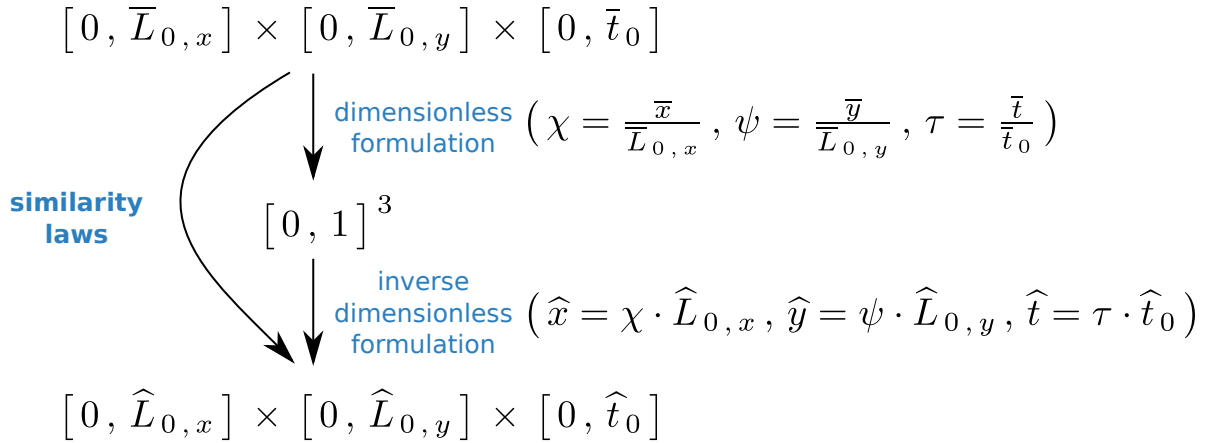 [ 0 , L̅ 0 , x ] × [ 0 , L̅ 0 , y ] × [ 0 , t̅ 0 ]
dimensionless
formulation
( χ = x̅ / L̅ 0 , x , ψ = y̅ / L̅ 0 , y , τ = t̅ / t̅ 0 )
similarity
laws
[ 0 , 1 ] 3
inverse
dimensionless
formulation
( x̂ = χ · L̂ 0 , x , ŷ = ψ · L̂ 0 , y , t̂ = τ · t̂ 0 )
[ 0 , L̂ 0 , x ] × [ 0 , L̂ 0 , y ] × [ 0 , t̂ 0 ]